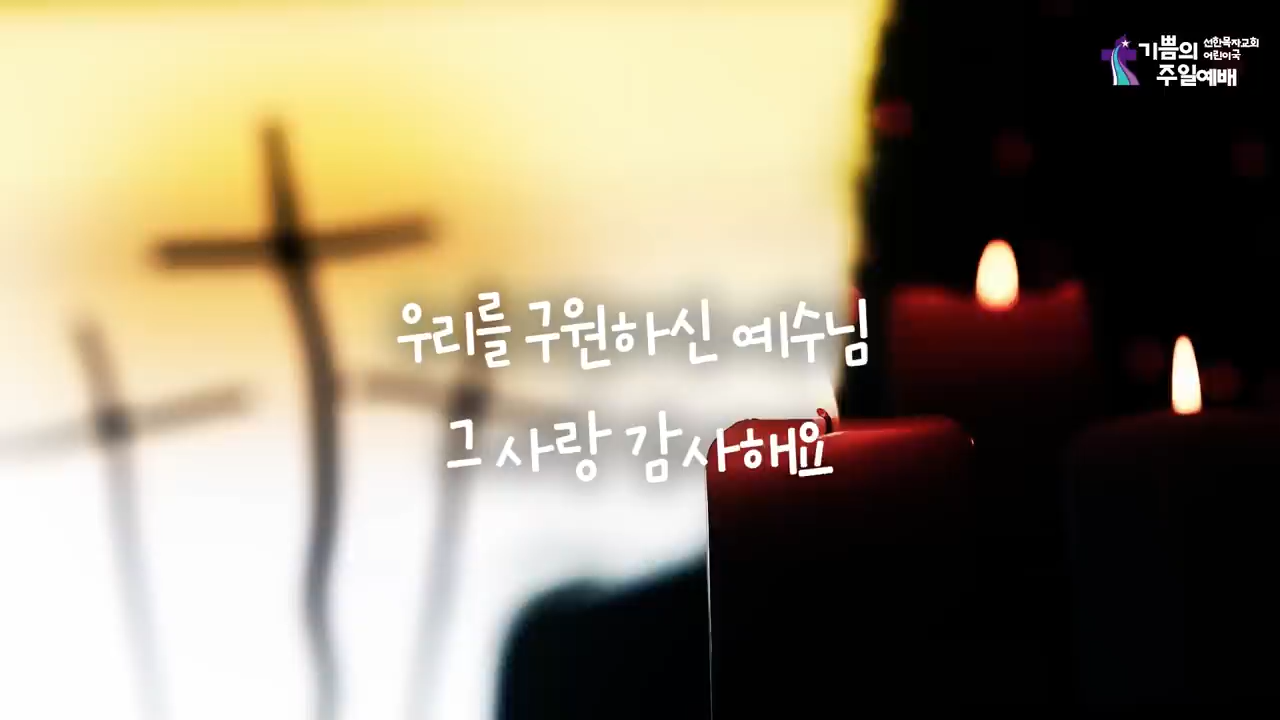 기쁨의
선한목자교회
어린이국
주일예배
우리를 구원하신 예수님
그 사랑 감사해요